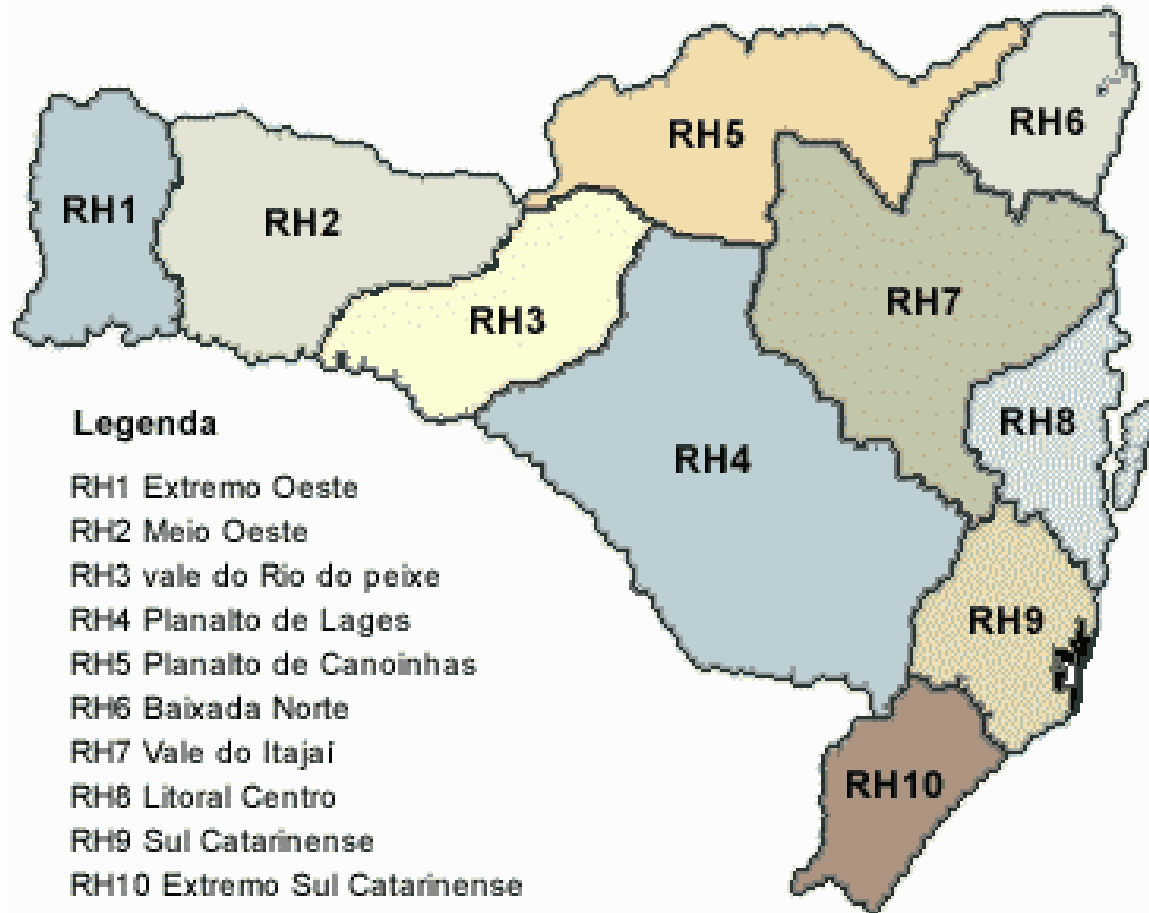 RH6
RH5
RH1
RH2
RH7
RH3
RH8
RH4
RH9
RH10
Legenda
RH1 Extremo Oeste
RH2 Meio Oeste
RH3 vale do Rio do peixe
RH4 Planalto de Lages
RH5 Planalto de Canoinhas
RH6 Baixada Norte
RH7 Vale do Itajaí
RH8 Litoral Centro
RH9 Sul Catarinense
RH10 Extremo Sul Catarinense